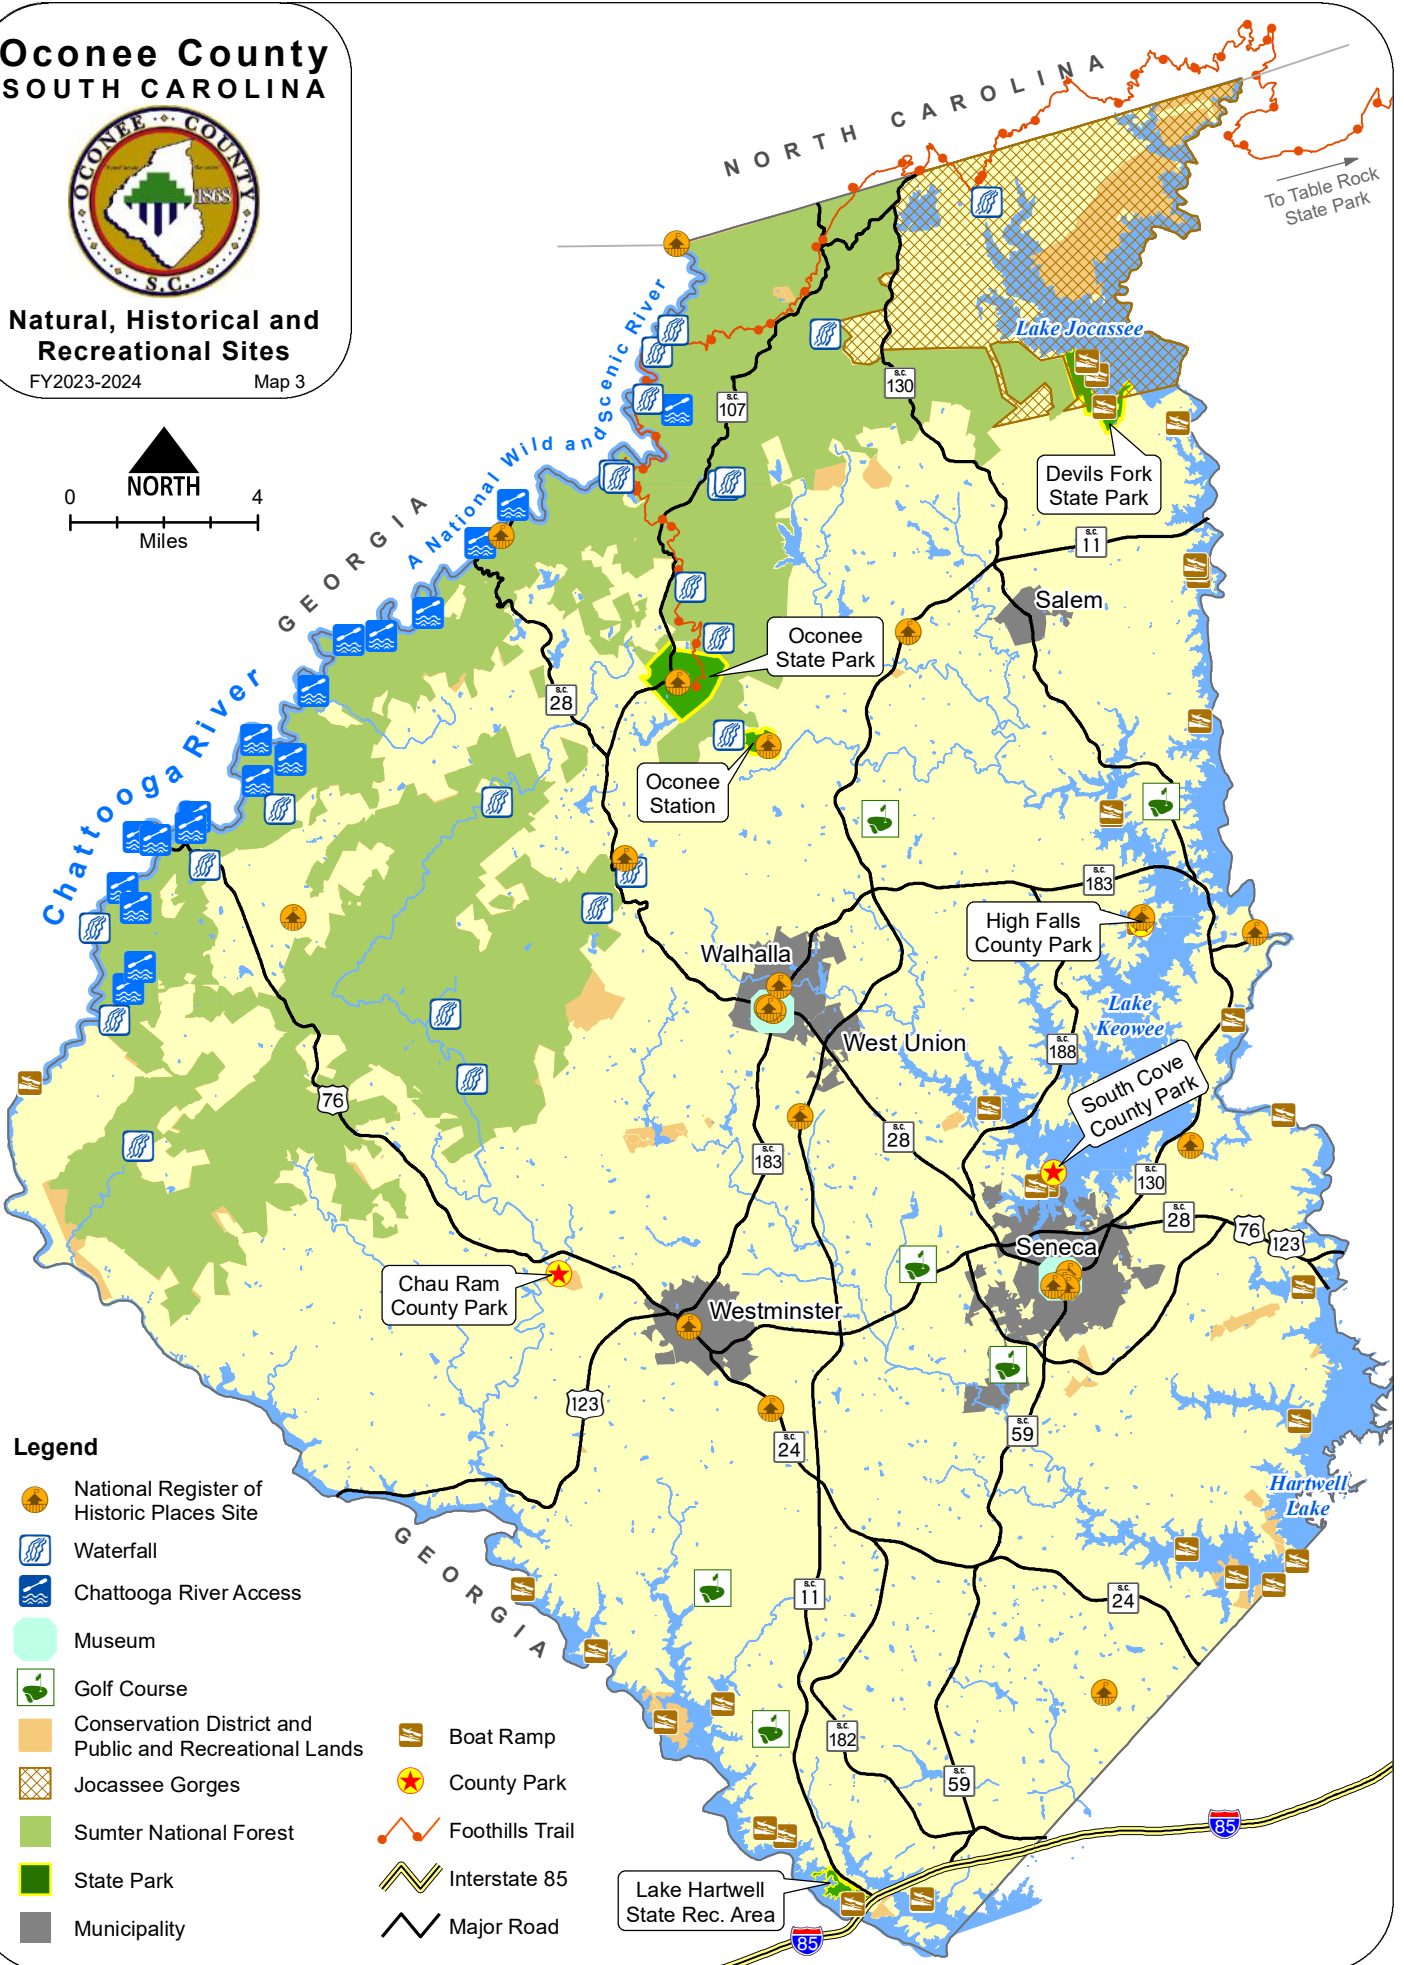 Oconee County
SOUTH CAROLINA
OCONEE COUNTY
1868
S.C.
Natural, Historical and
Recreational Sites
FY2023-2024 Map 3
NORTH
0 4
Miles
NORTH CAROLINA
To Table Rock
State Park
Lake Jocassee
A National Wild and Scenic River
GEORGIA
Chattooga River
S.C.
107
S.C.
130
Devils Fork
State Park
S.C.
11
Salem
Oconee
State Park
S.C.
28
Oconee
Station
S.C.
183
High Falls
County Park
Walhalla
Lake
Keowee
West Union
S.C.
188
South Cove
County Park
76
S.C.
28
S.C.
183
S.C.
130
S.C.
28
76
123
Seneca
Chau Ram
County Park
Westminster
123
S.C.
24
S.C.
59
Hartwell
Lake
GEORGIA
S.C.
11
S.C.
24
S.C.
182
S.C.
59
85
Lake Hartwell
State Rec. Area
85
Legend
National Register of
Historic Places Site
Waterfall
Chattooga River Access
Museum
Golf Course
Conservation District and
Public and Recreational Lands
Jocassee Gorges
Sumter National Forest
State Park
Municipality
Boat Ramp
County Park
Foothills Trail
Interstate 85
Major Road